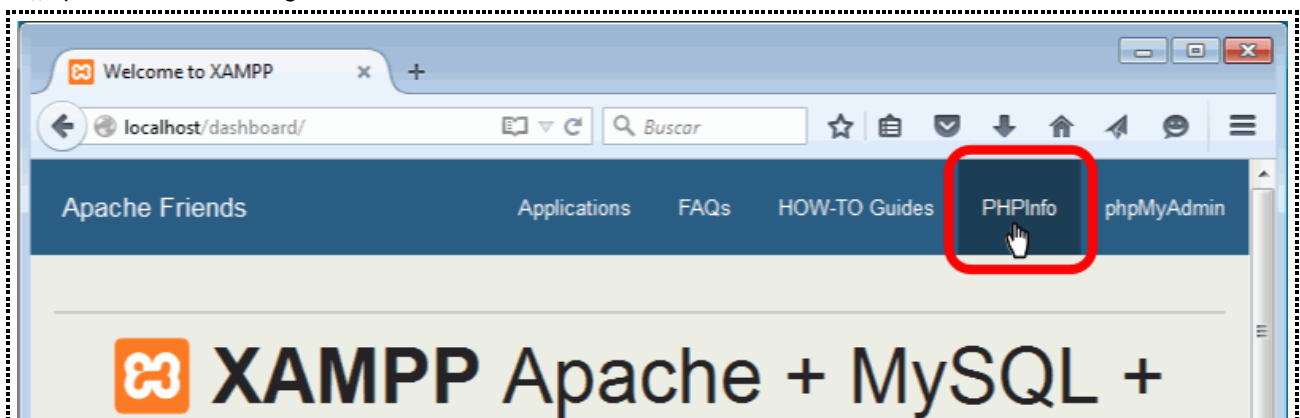 Welcome to XAMPP
localhost/dashboard/
Buscar
Apache Friends
Applications
FAQs
HOW-TO Guides
PHPInfo
phpMyAdmin
XAMPP Apache + MySQL +